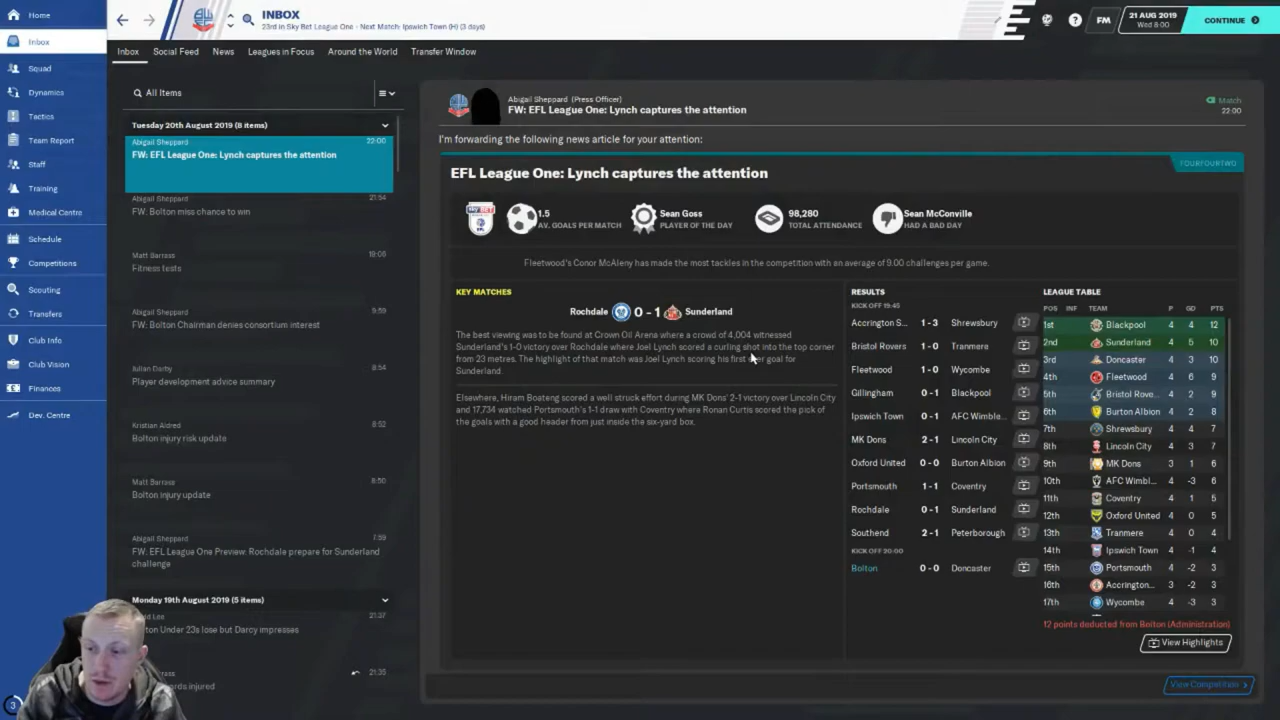 Home
Inbox
Squad
Dynamics
Tactics
Team Report
Staff
Training
Medical Centre
Schedule
Competitions
Scouting
Transfers
Club Info
Club Vision
Finances
Dev. Centre
3
INBOX
23rd in Sky Bet League One - Next Match: Ipswich Town (H) (3 days)
?
FM
21 AUG 2019
Wed 8:00
CONTINUE
Inbox
Social Feed
News
Leagues in Focus
Around the World
Transfer Window
All Items
Tuesday 20th August 2019 (8 items)
Abigail Sheppard 22:00
FW: EFL League One: Lynch captures the attention
Abigail Sheppard 21:54
FW: Bolton miss chance to win
Matt Barrass 18:06
Fitness tests
Abigail Sheppard 9:59
FW: Bolton Chairman denies consortium interest
Julian Darby 8:54
Player development advice summary
Kristian Aldred 8:52
Bolton injury risk update
Matt Barrass 8:50
Bolton injury update
Abigail Sheppard 7:59
FW: EFL League One Preview: Rochdale prepare for Sunderland
challenge
Monday 19th August 2019 (5 items)
Lee 21:37
ton Under 23s lose but Darcy impresses
rass 21:35
ards injured
Abigail Sheppard (Press Officer)
FW: EFL League One: Lynch captures the attention
Match
22:00
I'm forwarding the following news article for your attention:
FOURFOURTWO
EFL League One: Lynch captures the attention
SKY BET
EFL
1.5
AV. GOALS PER MATCH
Sean Goss
PLAYER OF THE DAY
98,280
TOTAL ATTENDANCE
Sean McConville
HAD A BAD DAY
Fleetwood's Conor McAleny has made the most tackles in the competition with an average of 9.00 challenges per game.
KEY MATCHES
Rochdale 0 - 1 Sunderland
The best viewing was to be found at Crown Oil Arena where a crowd of 4,004 witnessed
Sunderland's 1-0 victory over Rochdale where Joel Lynch scored a curling shot into the top corner
from 23 metres. The highlight of that match was Joel Lynch scoring his first ever goal for
Sunderland.
Elsewhere, Hiram Boateng scored a well struck effort during MK Dons' 2-1 victory over Lincoln City
and 17,734 watched Portsmouth's 1-1 draw with Coventry where Ronan Curtis scored the pick of
the goals with a good header from just inside the six-yard box.
RESULTS
KICK OFF 19:45
Accrington S... 1 - 3 Shrewsbury
Bristol Rovers 1 - 0 Tranmere
Fleetwood 1 - 0 Wycombe
Gillingham 0 - 1 Blackpool
Ipswich Town 0 - 1 AFC Wimble...
MK Dons 2 - 1 Lincoln City
Oxford United 0 - 0 Burton Albion
Portsmouth 1 - 1 Coventry
Rochdale 0 - 1 Sunderland
Southend 2 - 1 Peterborough
KICK OFF 20:00
Bolton 0 - 0 Doncaster
LEAGUE TABLE
POS INF TEAM P GD PTS
1st Blackpool 4 4 12
2nd Sunderland 4 5 10
3rd Doncaster 4 3 10
4th Fleetwood 4 6 9
5th Bristol Rove... 4 2 9
6th Burton Albion 4 2 8
7th Shrewsbury 4 4 7
8th Lincoln City 4 3 7
9th MK Dons 3 1 6
10th AFC Wimbl... 4 -3 6
11th Coventry 4 1 5
12th Oxford United 4 0 5
13th Tranmere 4 0 4
14th Ipswich Town 4 -1 4
15th Portsmouth 4 -2 3
16th Accrington... 3 -2 3
17th Wycombe 4 -3 3
12 points deducted from Bolton (Administration)
View Highlights
View Competition